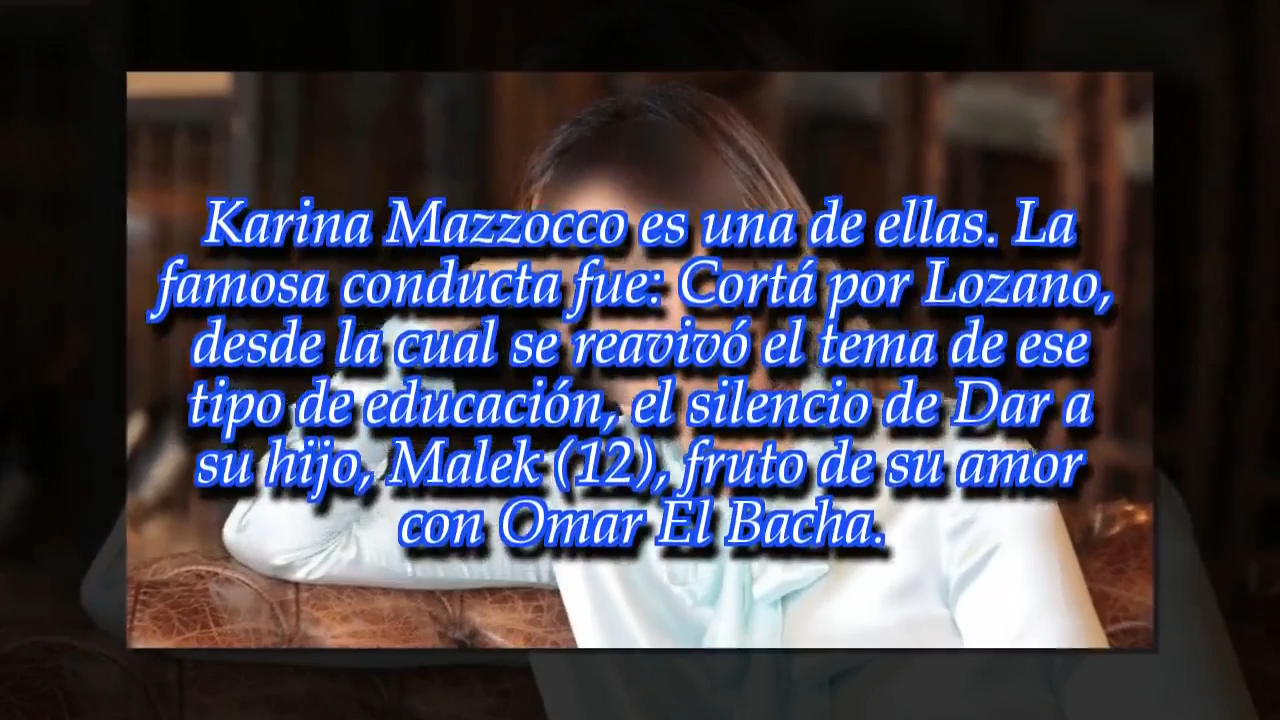 Karina Mazzocco es una de ellas. La
famosa conducta fue: Cortá por Lozano,
desde la cual se reavivó el tema de ese
tipo de educación, el silencio de Dar a
su hijo, Malek (12), fruto de su amor
con Omar El Bacha.